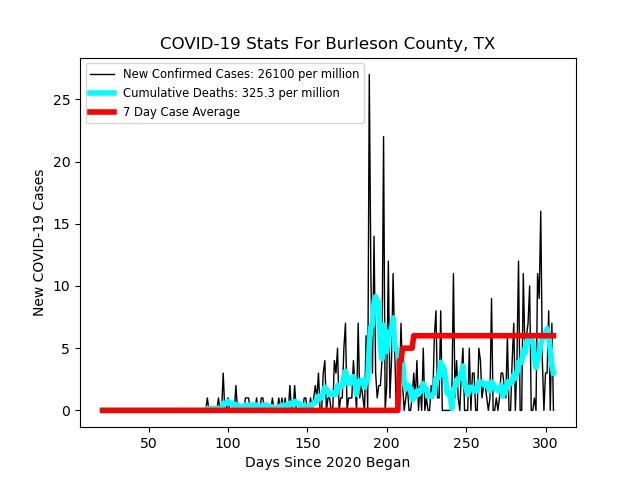 COVID-19 Stats For Burleson County, TX
New Confirmed Cases: 26100 per million
Cumulative Deaths: 325.3 per million
7 Day Case Average
New COVID-19 Cases
25
20
15
10
5
0
50 100 150 200 250 300
Days Since 2020 Began